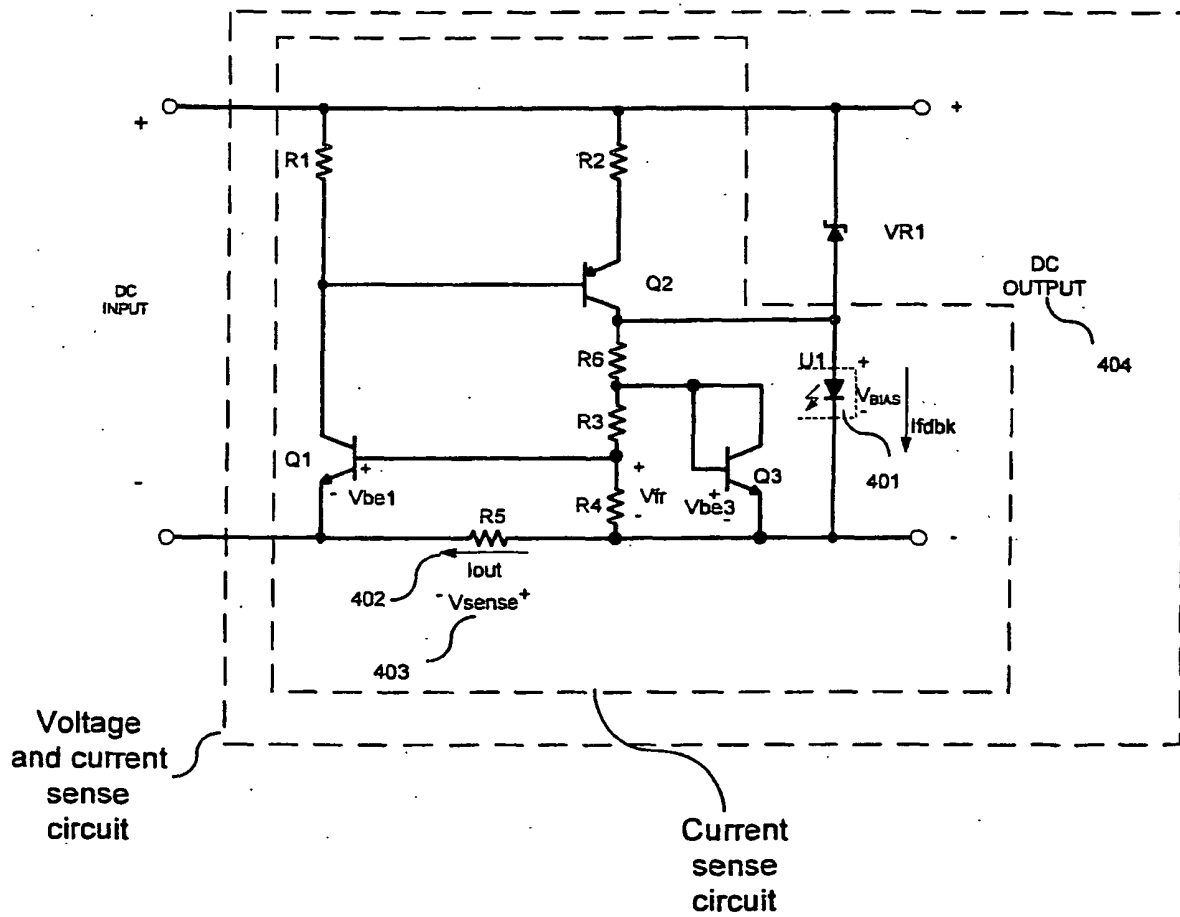 +
+
R1
R2
VR1
DC
INPUT
Q2
DC
OUTPUT
404
R6
U1
+
VBIAS
-
Ifdbk
401
R3
Q1
+
-
Vbe1
+
Vfr
-
R4
Q3
+
Vbe3
-
-
-
R5
Iout
402
- Vsense +
403
Voltage
and current
sense
circuit
Current
sense
circuit